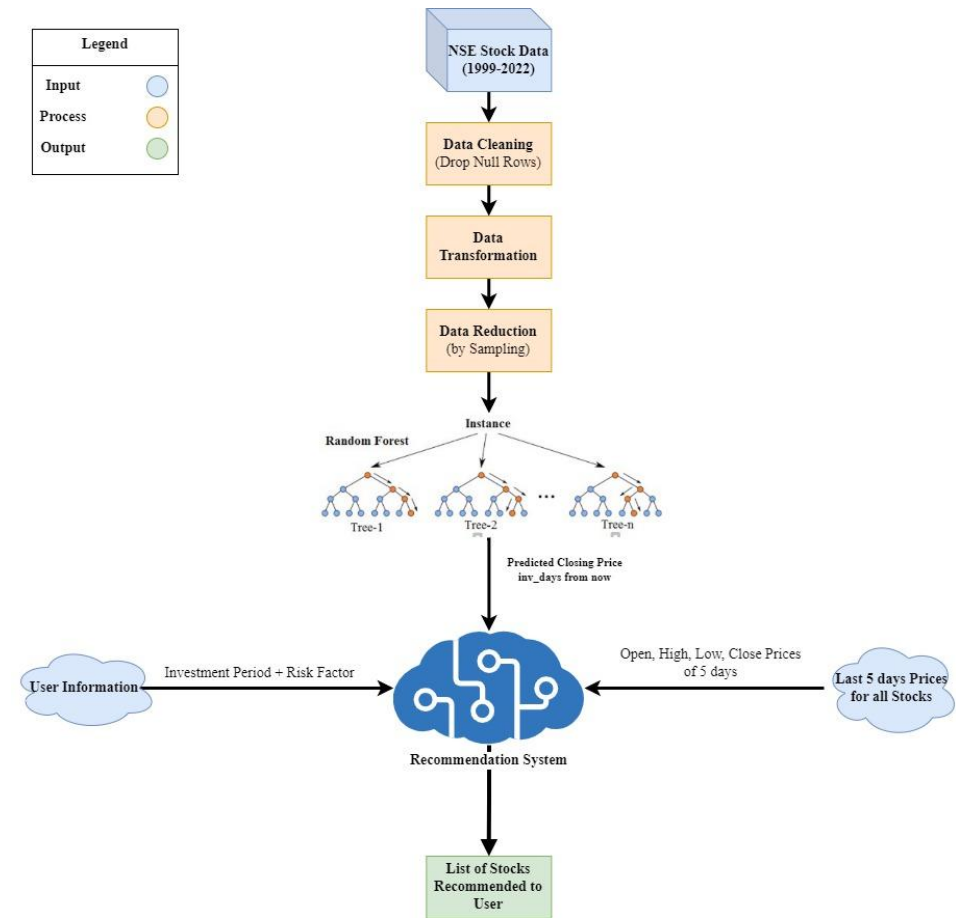 Legend
Input
Process
Output
NSE Stock Data
(1999-2022)
Data Cleaning
(Drop Null Rows)
Data
Transformation
Data Reduction
(by Sampling)
Instance
Random Forest
...
Tree-1
Tree-2
Tree-n
Predicted Closing Price
inv_days from now
User Information
Investment Period + Risk Factor
Open, High, Low, Close Prices
of 5 days
Last 5 days Prices
for all Stocks
Recommendation System
List of Stocks
Recommended to
User